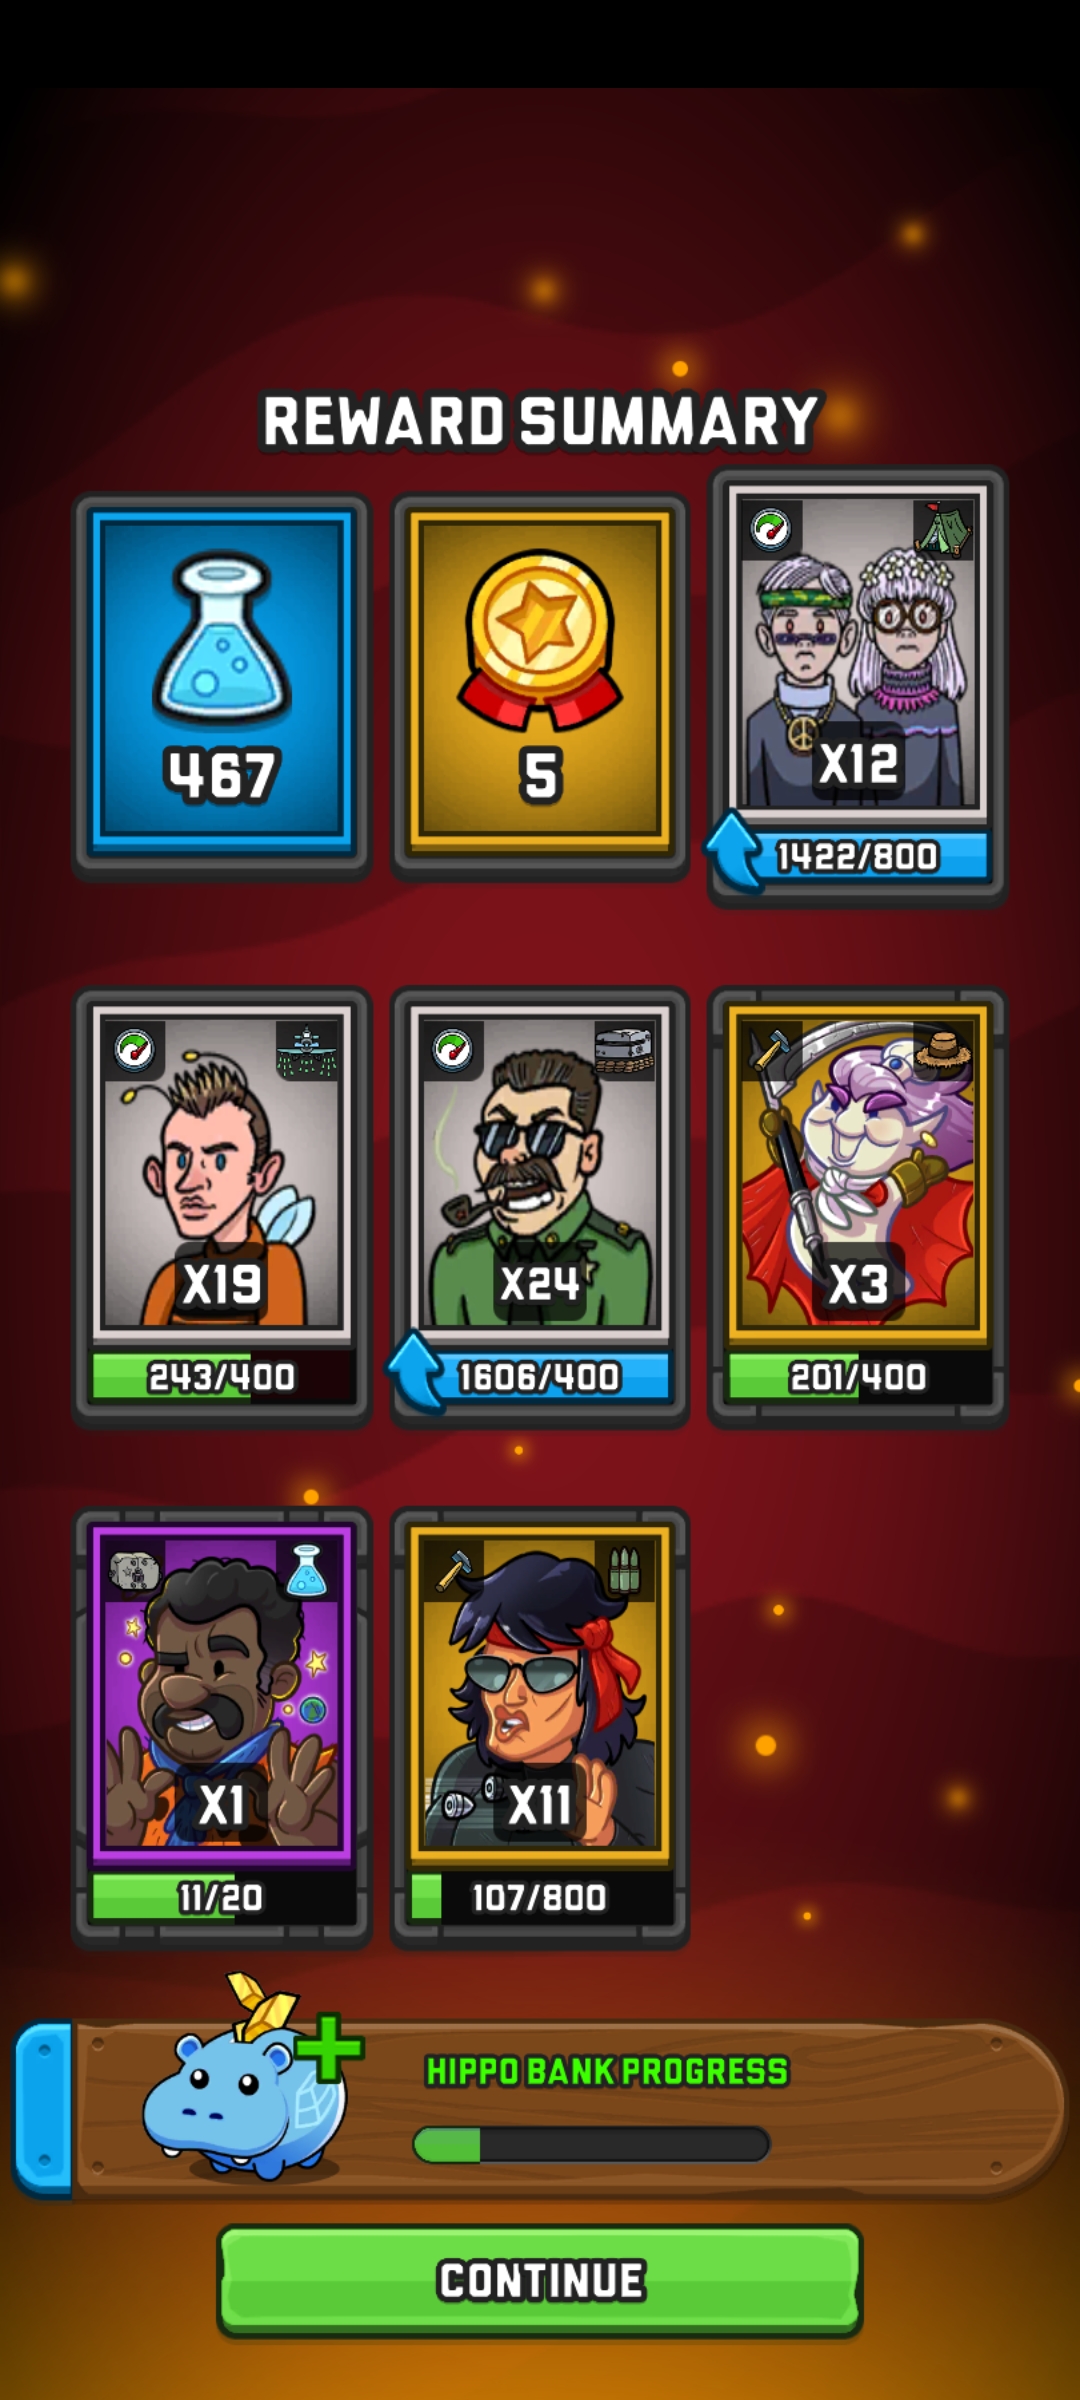 REWARD SUMMARY
467
5
X12
1422/800
X19
243/400
X24
1606/400
X3
201/400
X1
11/20
X11
107/800
HIPPO BANK PROGRESS
CONTINUE